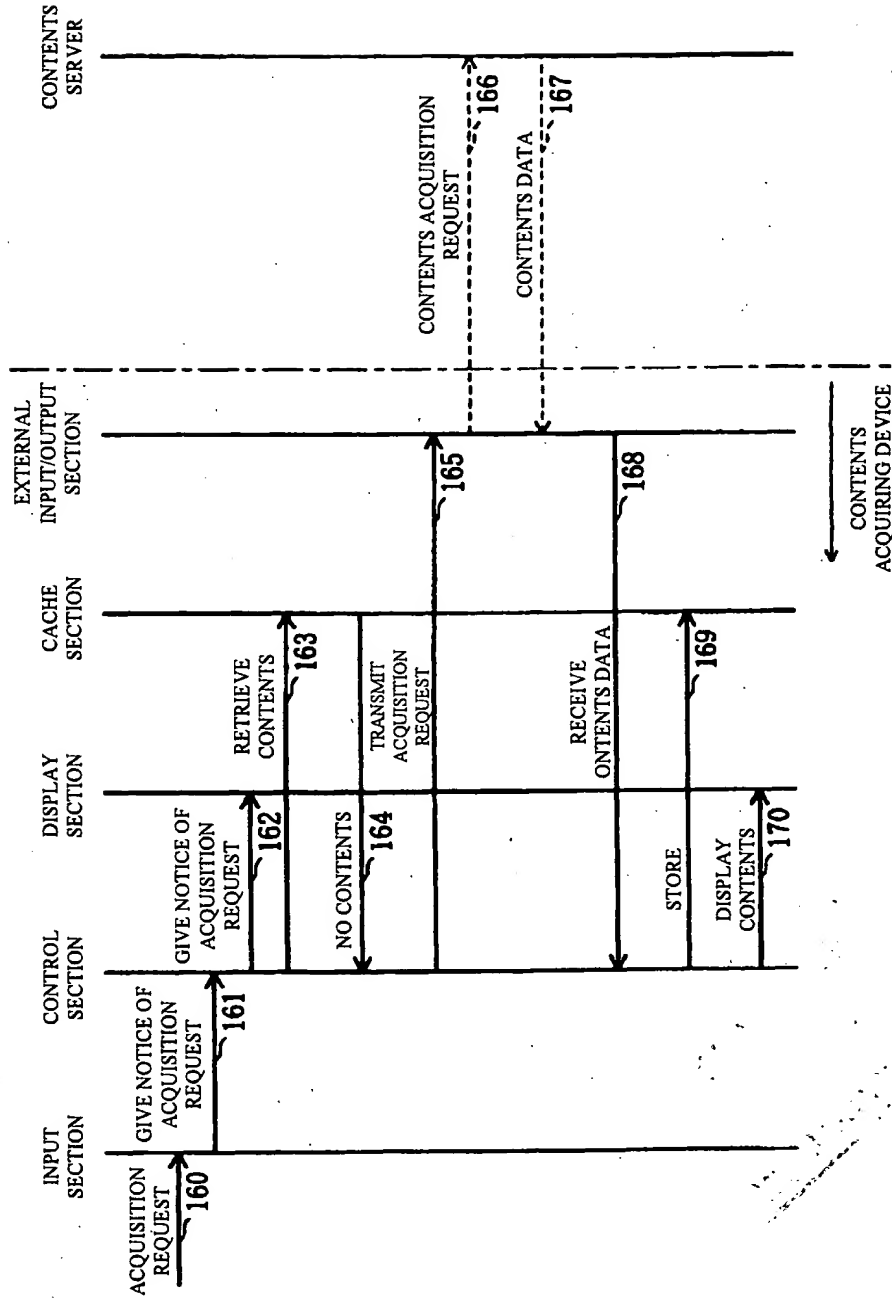 INPUT
SECTION
CONTROL
SECTION
DISPLAY
SECTION
CACHE
SECTION
EXTERNAL
INPUT/OUTPUT
SECTION
CONTENTS
SERVER
ACQUISITION
REQUEST
160
GIVE NOTICE OF
ACQUISITION
REQUEST
161
GIVE NOTICE OF
ACQUISITION
REQUEST
162
RETRIEVE
CONTENTS
163
NO CONTENTS
164
TRANSMIT
ACQUISITION
REQUEST
165
CONTENTS ACQUISITION
REQUEST
166
CONTENTS DATA
167
RECEIVE
ONTENTS DATA
168
STORE
169
DISPLAY
CONTENTS
170
CONTENTS
ACQUIRING DEVICE